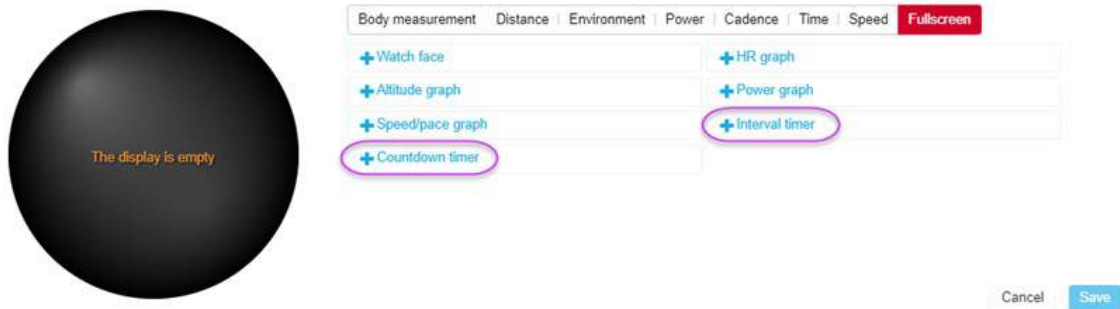 Body measurement Distance Environment Power Cadence Time Speed Fullscreen
Watch face HR graph
Altitude graph Power graph
Speed/pace graph Interval timer
Countdown timer
The display is empty
Cancel Save